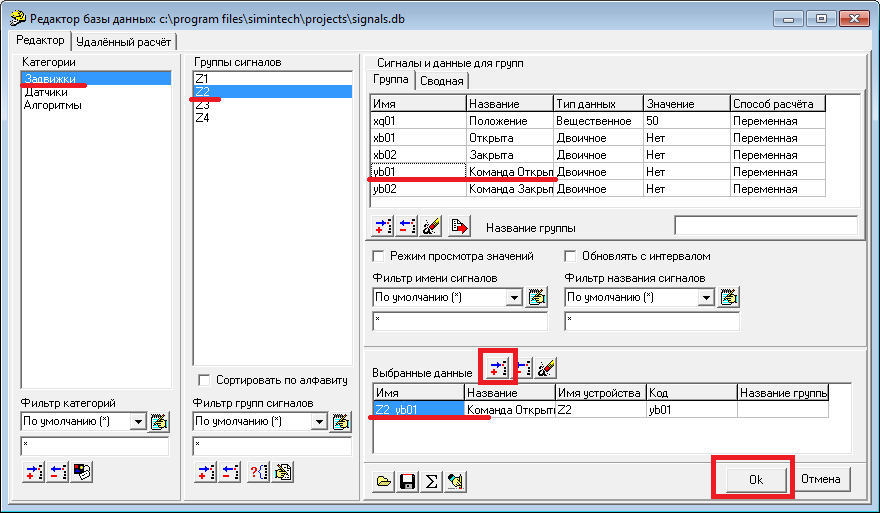 Редактор базы данных: c:\program files\simintech\projects\signals.db
Редактор Удалённый расчёт
Категории
Задвижки
Датчики
Алгоритмы
Фильтр категорий
По умолчанию (*)
*
Группы сигналов
Z1
Z2
Z3
Z4
Сортировать по алфавиту
Фильтр групп сигналов
По умолчанию (*)
*
Сигналы и данные для групп
Группа Сводная
Имя Название Тип данных Значение Способ расчёта
xq01 Положение Вещественное 50 Переменная
xb01 Открыта Двоичное Нет Переменная
xb02 Закрыта Двоичное Нет Переменная
yb01 Команда Открыт Двоичное Нет Переменная
yb02 Команда Закрыт Двоичное Нет Переменная
Название группы
Режим просмотра значений Обновлять с интервалом
Фильтр имени сигналов Фильтр названия сигналов
По умолчанию (*) По умолчанию (*)
* *
Выбранные данные
Имя Название Имя устройства Код Название группы
Z2_yb01 Команда Открыт Z2 yb01
Ok Отмена